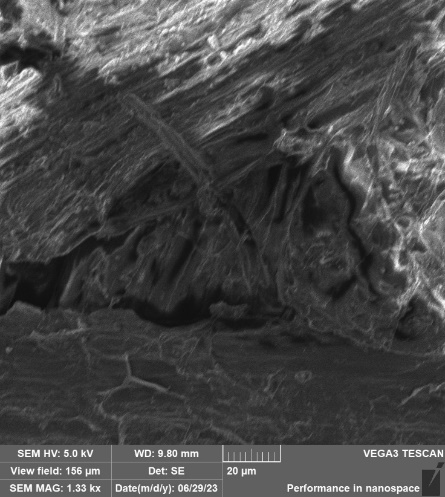 SEM HV: 5.0 kV WD: 9.80 mm VEGA3 TESCAN
View field: 156 µm Det: SE 20 µm
SEM MAG: 1.33 kx Date(m/d/y): 06/29/23 Performance in nanospace